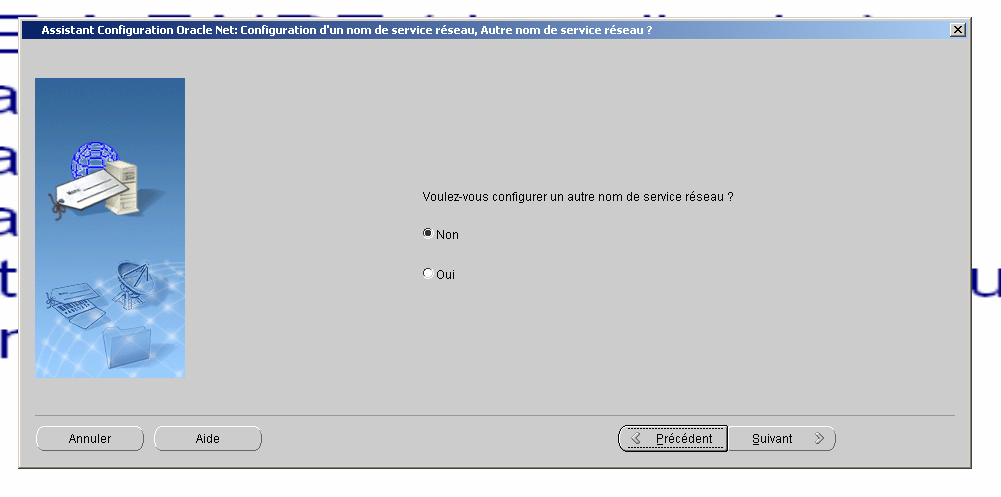 Assistant Configuration Oracle Net: Configuration d'un nom de service réseau, Autre nom de service réseau ?
Voulez-vous configurer un autre nom de service réseau ?
Non
Oui
Annuler
Aide
Précédent
Suivant